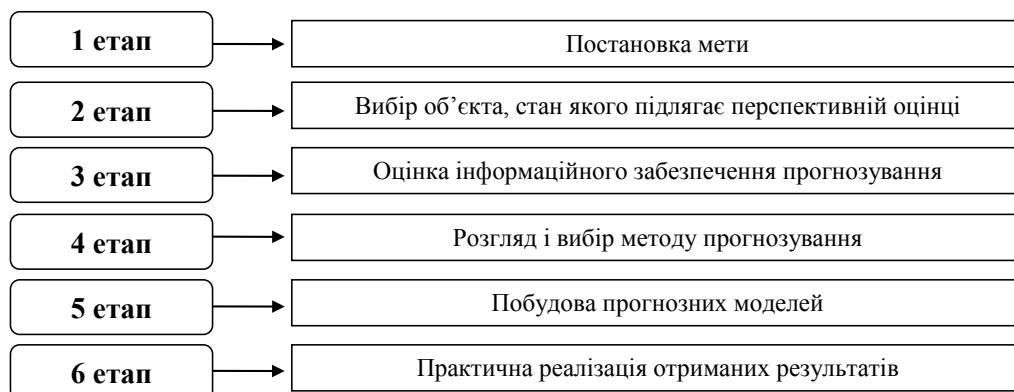 1 етап
Постановка мети
2 етап
Вибір об’єкта, стан якого підлягає перспективній оцінці
3 етап
Оцінка інформаційного забезпечення прогнозування
4 етап
Розгляд і вибір методу прогнозування
5 етап
Побудова прогнозних моделей
6 етап
Практична реалізація отриманих результатів